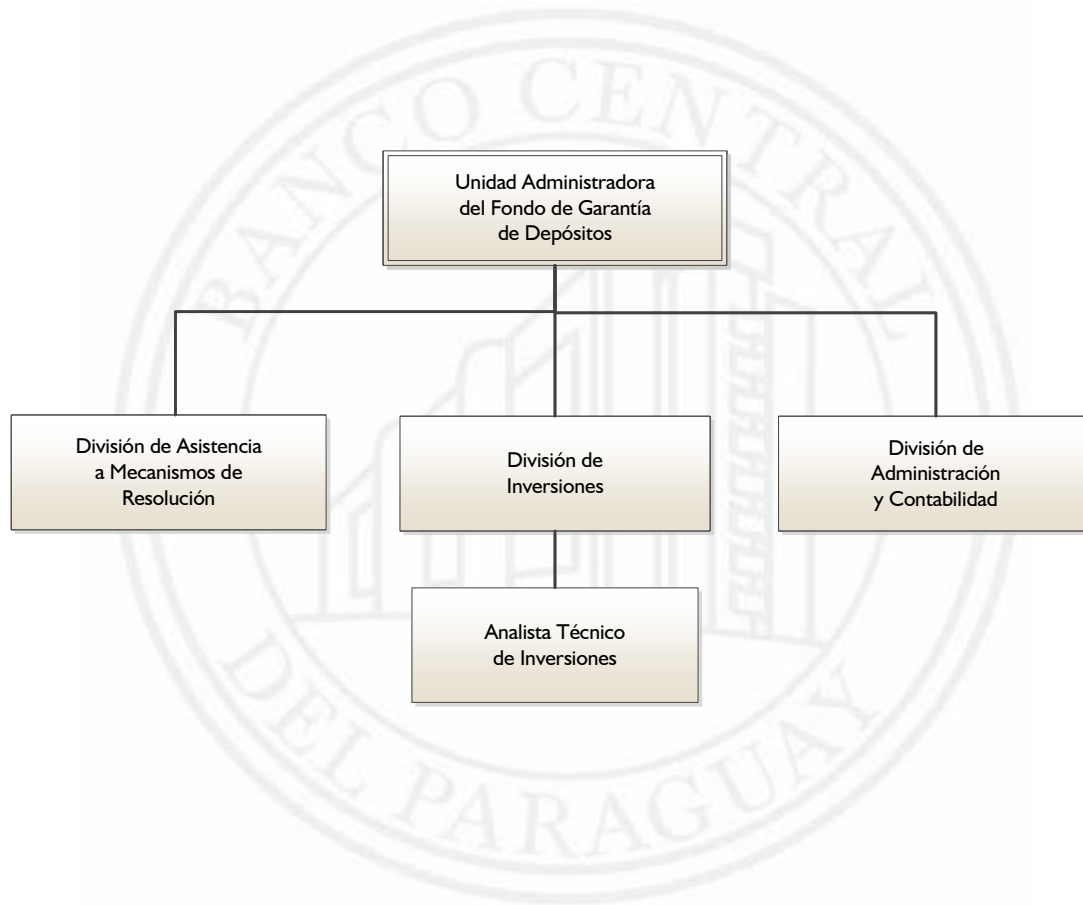 BANCO CENTRAL
Unidad Administradora
del Fondo de Garantía
de Depósitos
División de Asistencia
a Mecanismos de
Resolución
División de
Inversiones
División de
Administración
y Contabilidad
Analista Técnico
de Inversiones
DEL PARAGUAY